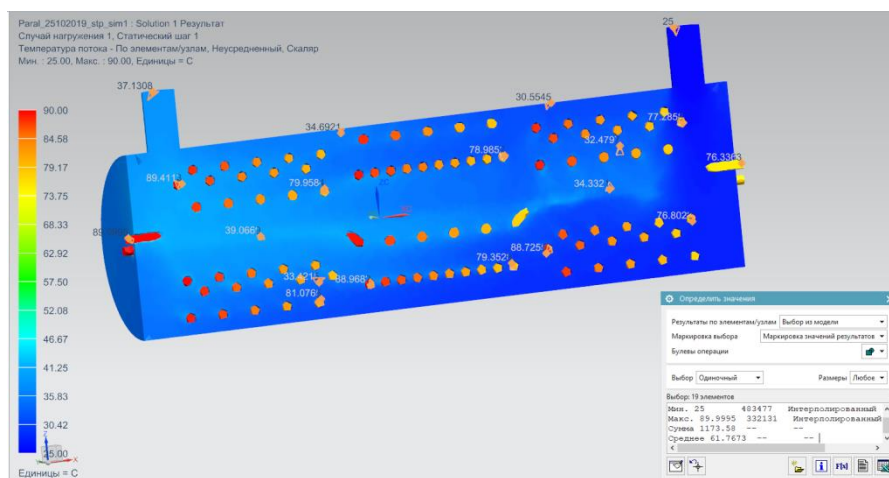 Paral_25102019_stp_sim1 : Solution 1 Результат
Случай нагружения 1, Статический шаг 1
Температура потока - По элементам/узлам, Неусредненный, Скаляр
Мин. : 25.00, Макс. : 90.00, Единицы = C
25
37.1308
30.5545
34.6921
77.285
32.479
78.985
76.3363
89.411
79.958
34.332
76.802
39.066
88.725
79.352
33.421
88.968
81.076
90.00
84.58
79.17
73.75
68.33
62.92
57.50
52.08
46.67
41.25
35.83
30.42
25.00
Единицы = C
Определить значения
Результаты по элементам/узлам Выбор из модели
Маркировка выбора Маркировка значений результатов
Булевы операции
Выбор Одиночный Размеры Любое
Выбор: 19 элементов
Мин. 25 483477 Интерполированный
Макс. 89.9995 332131 Интерполированный
Сумма 1173.58 -- --
Среднее 61.7673 -- --